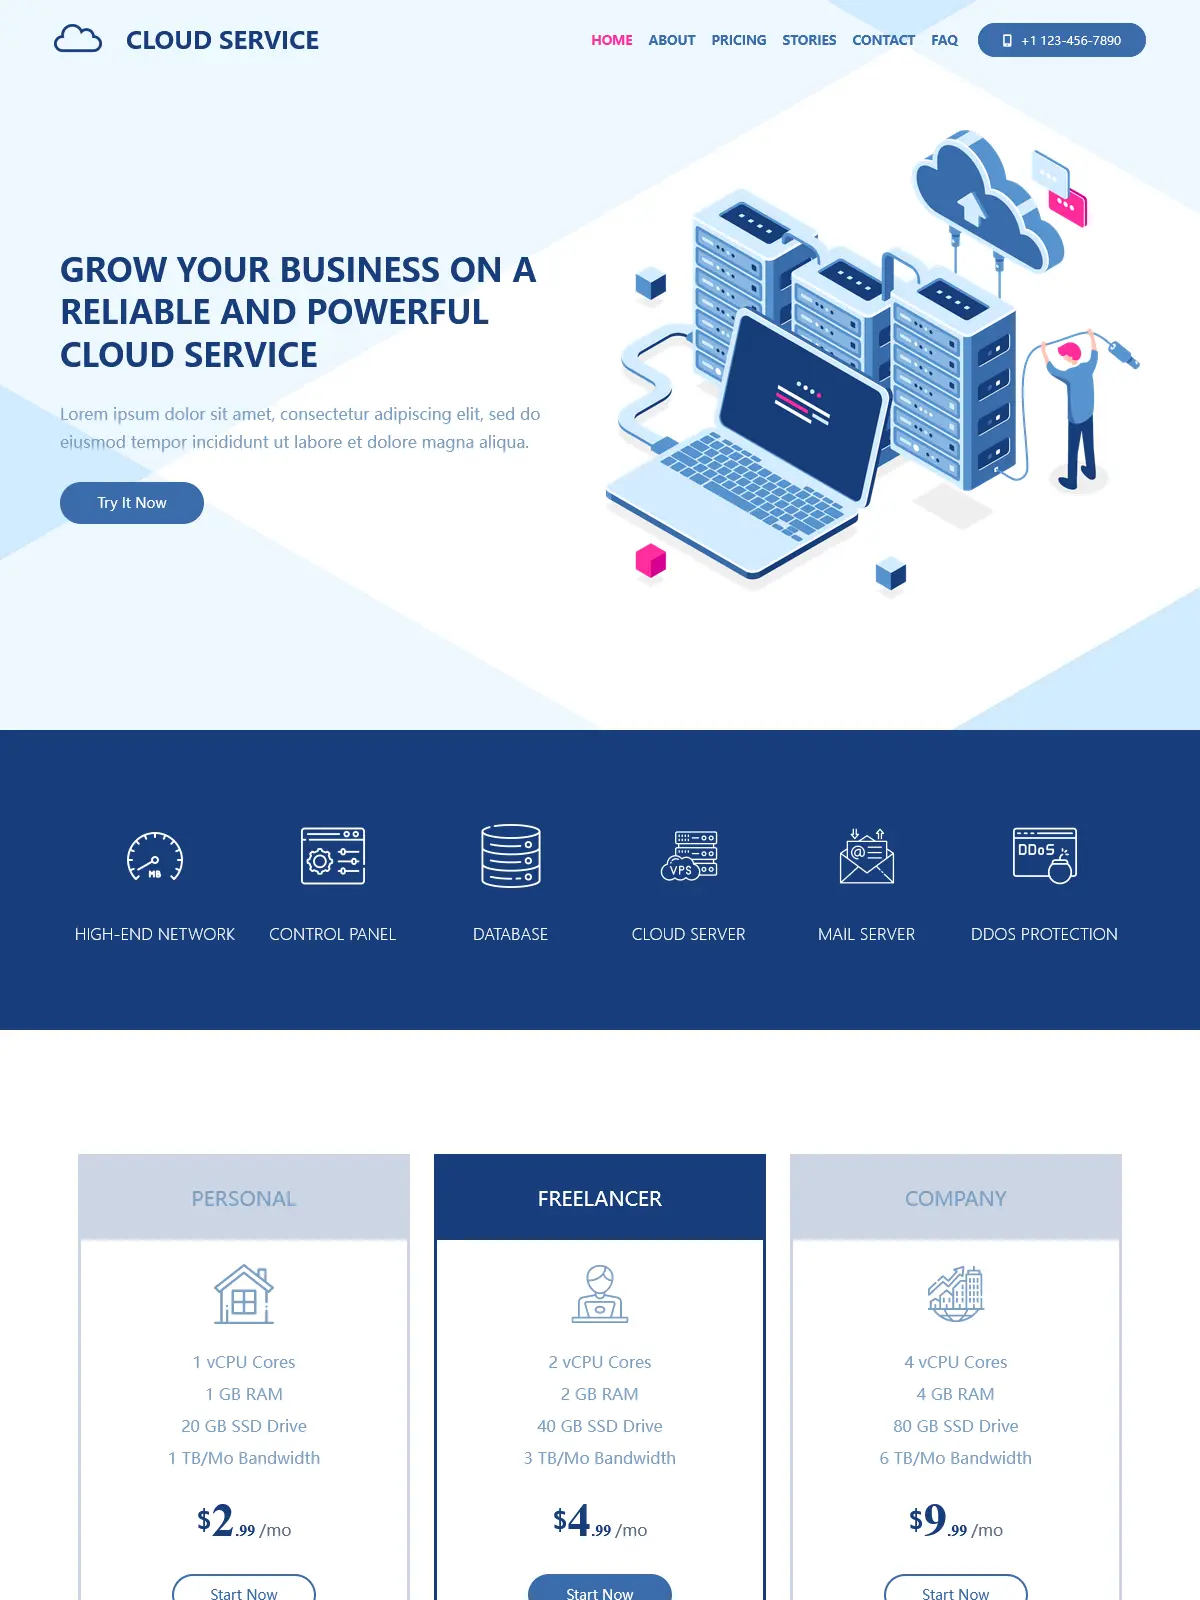 CLOUD SERVICE
HOME ABOUT PRICING STORIES CONTACT FAQ +1 123-456-7890
GROW YOUR BUSINESS ON A
RELIABLE AND POWERFUL
CLOUD SERVICE
Lorem ipsum dolor sit amet, consectetur adipiscing elit, sed do
eiusmod tempor incididunt ut labore et dolore magna aliqua.
Try It Now
MB
VPS
@
DDoS
HIGH-END NETWORK CONTROL PANEL DATABASE CLOUD SERVER MAIL SERVER DDOS PROTECTION
PERSONAL
1 vCPU Cores
1 GB RAM
20 GB SSD Drive
1 TB/Mo Bandwidth
$2.99 /mo
Start Now
FREELANCER
2 vCPU Cores
2 GB RAM
40 GB SSD Drive
3 TB/Mo Bandwidth
$4.99 /mo
Start Now
COMPANY
4 vCPU Cores
4 GB RAM
80 GB SSD Drive
6 TB/Mo Bandwidth
$9.99 /mo
Start Now